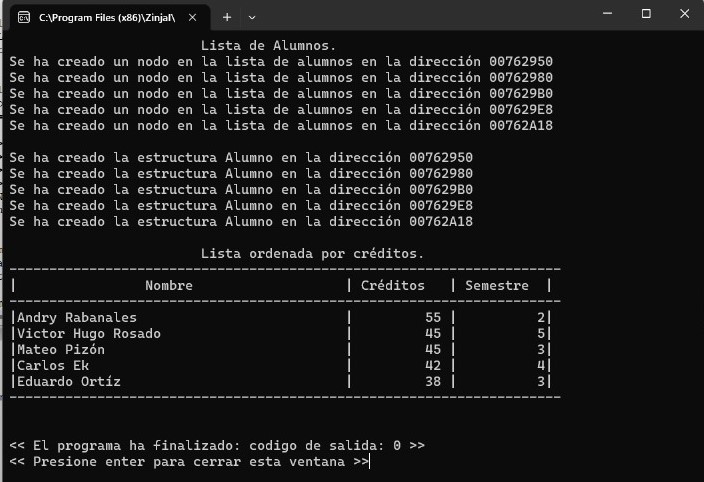 C:\Program Files (x86)\Zinjal\
Lista de Alumnos.
Se ha creado un nodo en la lista de alumnos en la dirección 00762950
Se ha creado un nodo en la lista de alumnos en la dirección 00762980
Se ha creado un nodo en la lista de alumnos en la dirección 007629B0
Se ha creado un nodo en la lista de alumnos en la dirección 007629E8
Se ha creado un nodo en la lista de alumnos en la dirección 00762A18
Se ha creado la estructura Alumno en la dirección 00762950
Se ha creado la estructura Alumno en la dirección 00762980
Se ha creado la estructura Alumno en la dirección 007629B0
Se ha creado la estructura Alumno en la dirección 007629E8
Se ha creado la estructura Alumno en la dirección 00762A18
Lista ordenada por créditos.
---------------------------------------------------------------------
|                Nombre                   | Créditos   | Semestre  |
---------------------------------------------------------------------
|Andry Rabanales                          |         55 |          2|
|Victor Hugo Rosado                       |         45 |          5|
|Mateo Pizón                              |         45 |          3|
|Carlos Ek                                |         42 |          4|
|Eduardo Ortíz                            |         38 |          3|
---------------------------------------------------------------------
<< El programa ha finalizado: codigo de salida: 0 >>
<< Presione enter para cerrar esta ventana >>